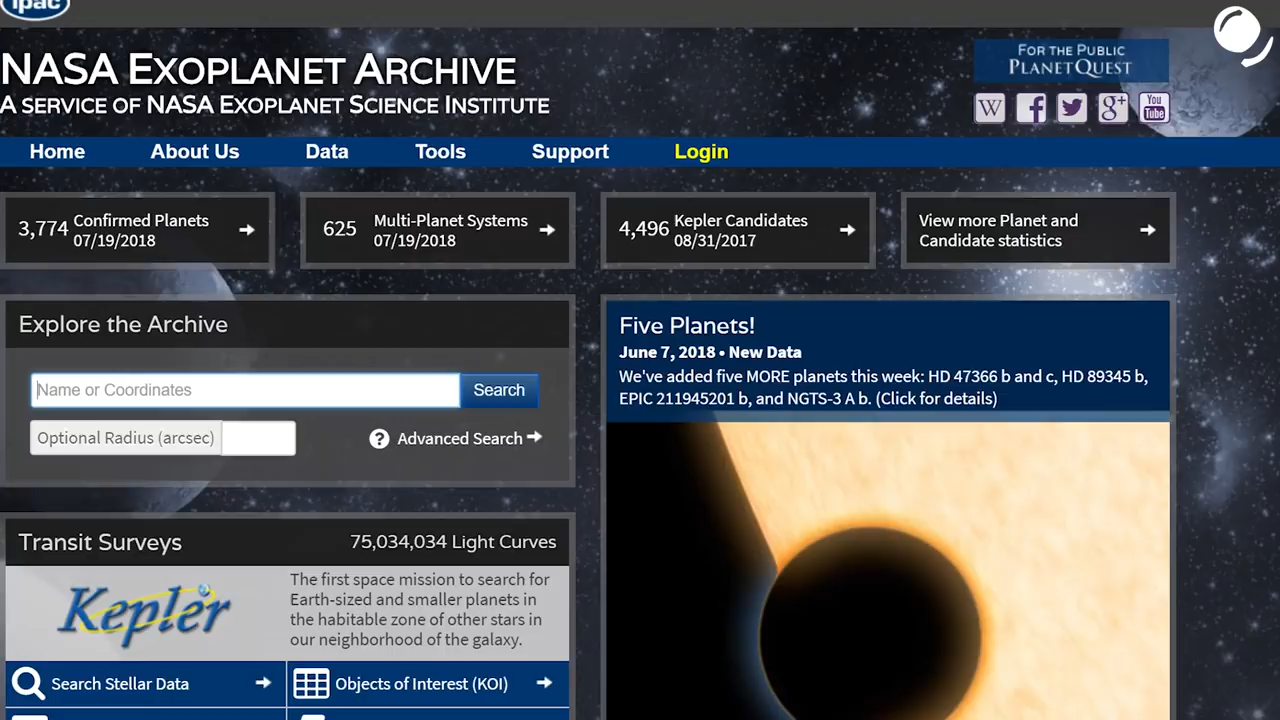 ipac
NASA EXOPLANET ARCHIVE
A SERVICE OF NASA EXOPLANET SCIENCE INSTITUTE
FOR THE PUBLIC
PLANETQUEST
W f g+ You
Tube
Home About Us Data Tools Support Login
3,774 Confirmed Planets
07/19/2018
625 Multi-Planet Systems
07/19/2018
4,496 Kepler Candidates
08/31/2017
View more Planet and
Candidate statistics
Explore the Archive
Name or Coordinates Search
Optional Radius (arcsec) ? Advanced Search
Transit Surveys 75,034,034 Light Curves
Kepler
The first space mission to search for
Earth-sized and smaller planets in
the habitable zone of other stars in
our neighborhood of the galaxy.
Search Stellar Data Objects of Interest (KOI)
Five Planets!
June 7, 2018 • New Data
We've added five MORE planets this week: HD 47366 b and c, HD 89345 b,
EPIC 211945201 b, and NGTS-3 A b. (Click for details)